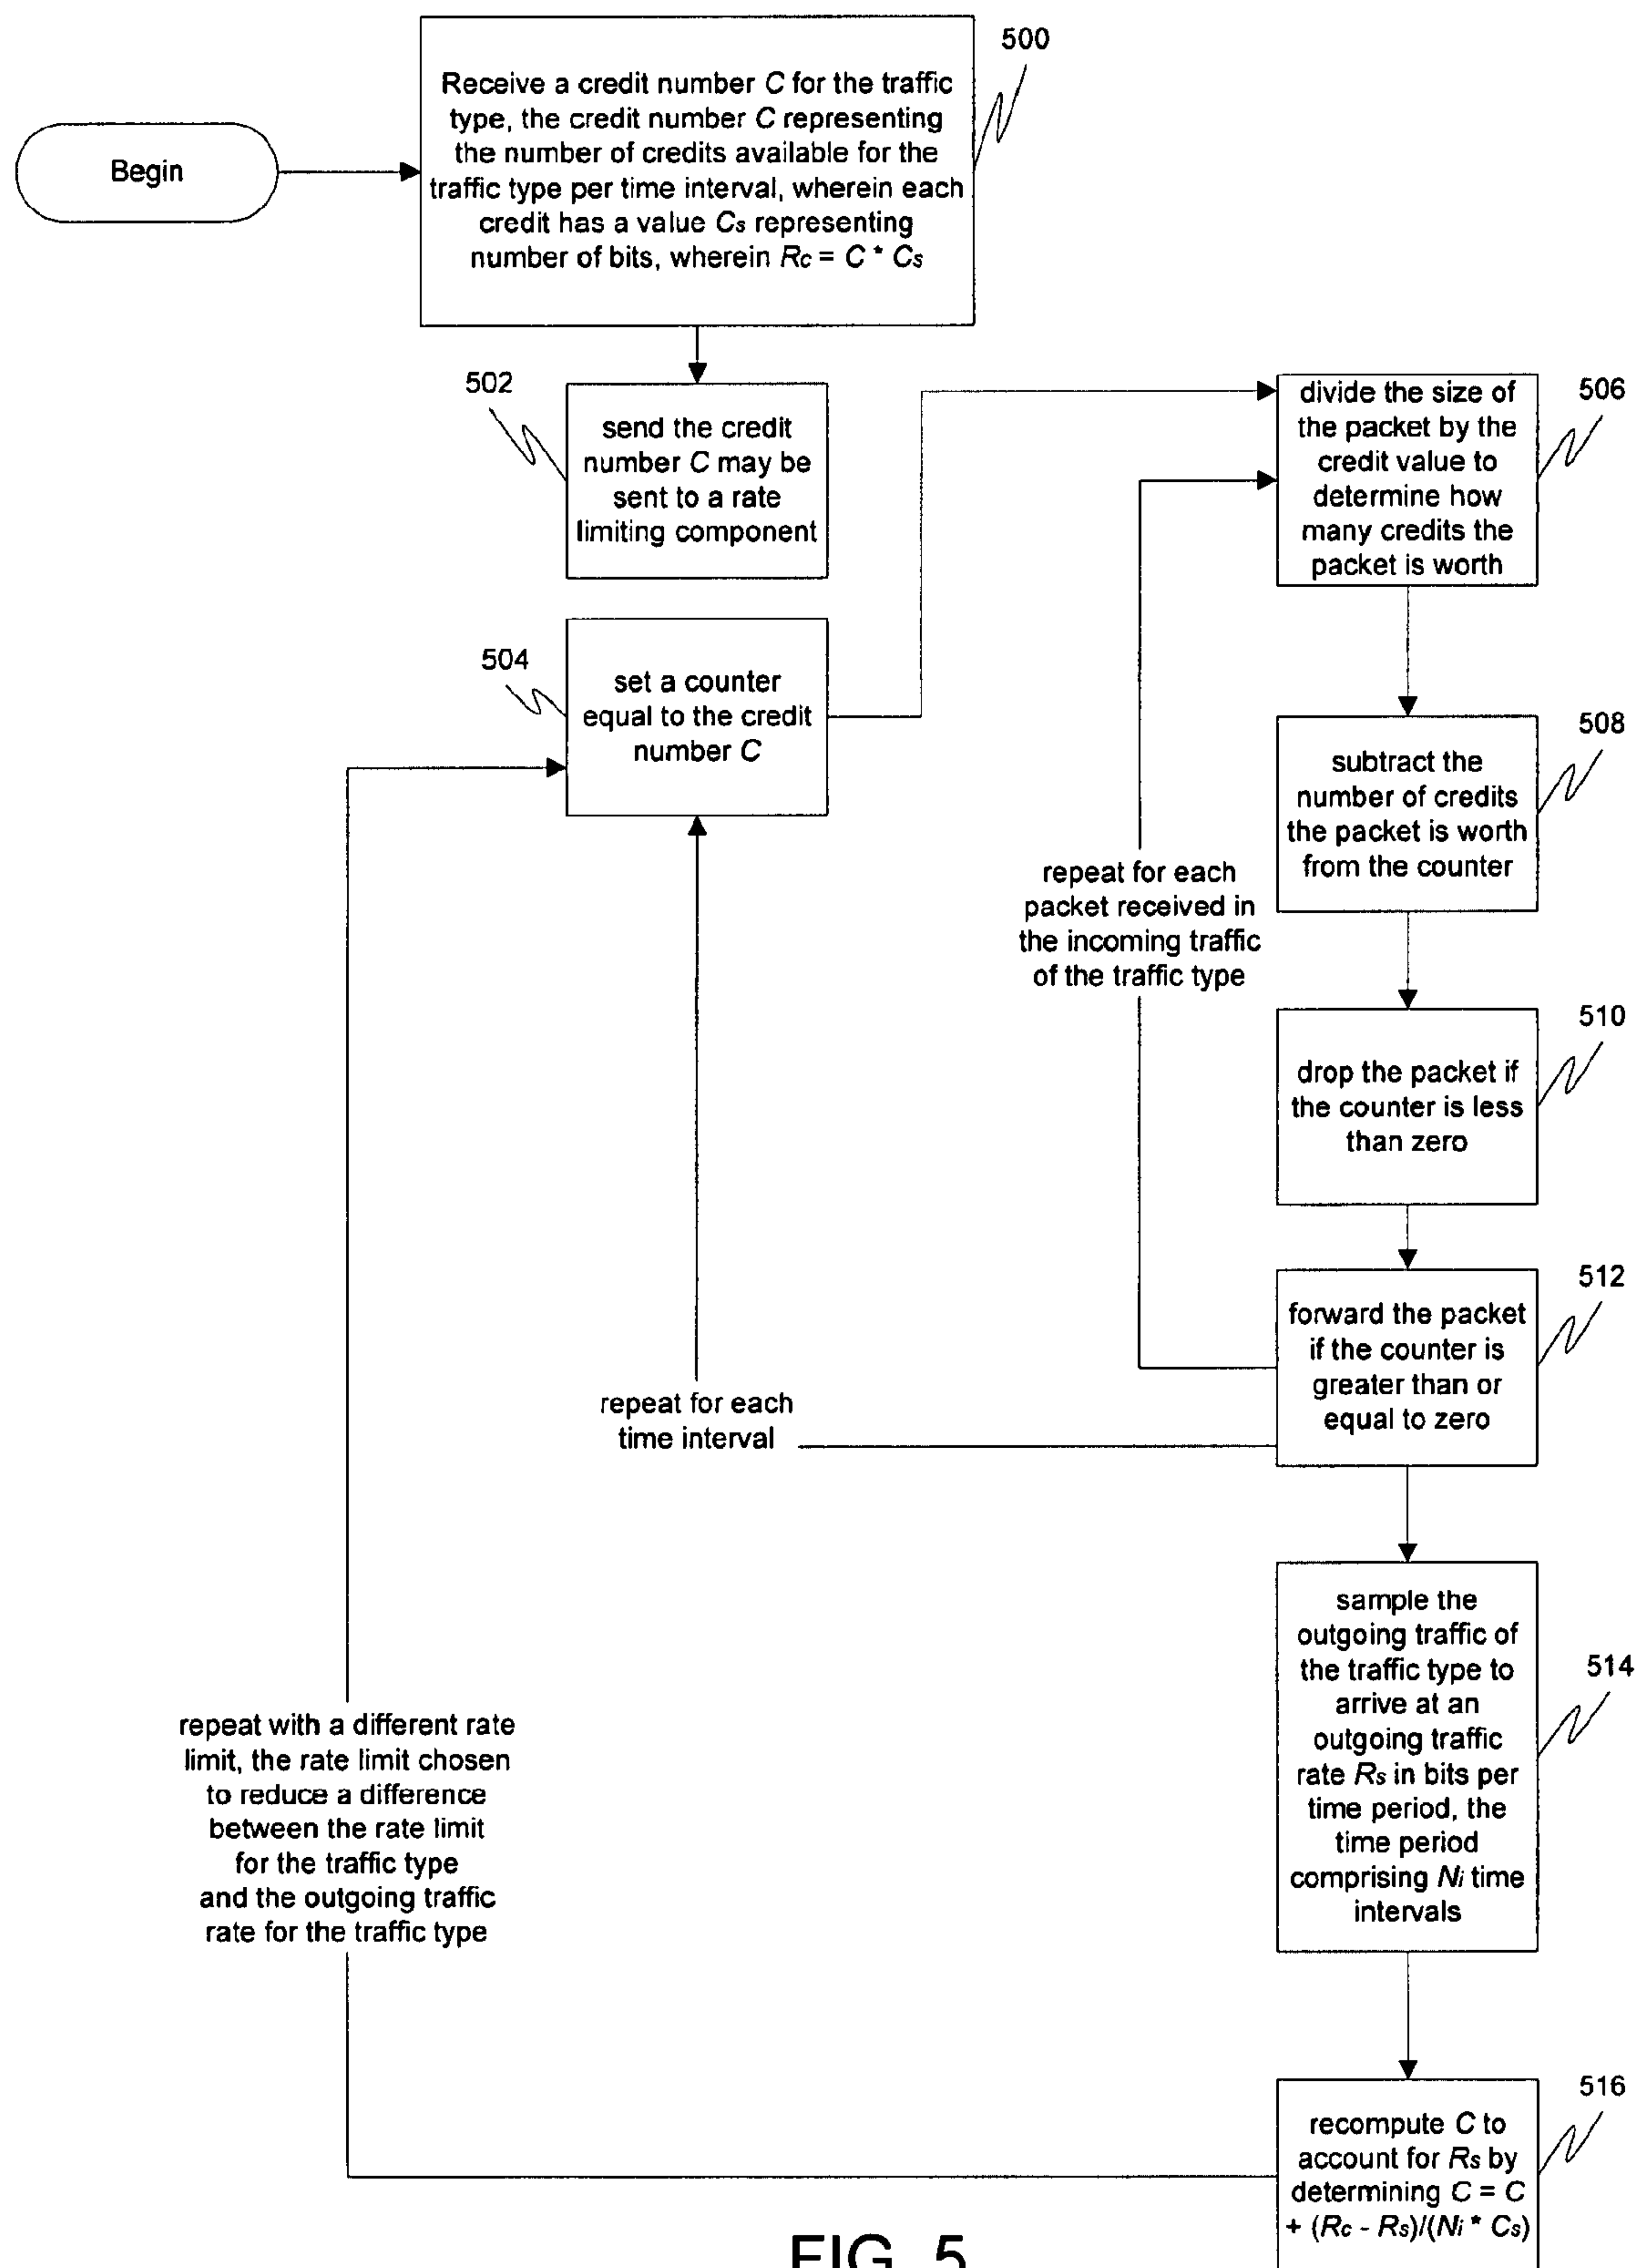 500
Receive a credit number C for the traffic
type, the credit number C representing
the number of credits available for the
traffic type per time interval, wherein each
credit has a value Cs representing
number of bits, wherein Rc = C * Cs
Begin
502
send the credit
number C may be
sent to a rate
limiting component
504
set a counter
equal to the credit
number C
506
divide the size of
the packet by the
credit value to
determine how
many credits the
packet is worth
508
subtract the
number of credits
the packet is worth
from the counter
repeat for each
packet received in
the incoming traffic
of the traffic type
510
drop the packet if
the counter is less
than zero
512
forward the packet
if the counter is
greater than or
equal to zero
repeat for each
time interval
514
sample the
outgoing traffic of
the traffic type to
arrive at an
outgoing traffic
rate Rs in bits per
time period, the
time period
comprising Ni time
intervals
repeat with a different rate
limit, the rate limit chosen
to reduce a difference
between the rate limit
for the traffic type
and the outgoing traffic
rate for the traffic type
516
recompute C to
account for Rs by
determining C = C
+ (Rc - Rs)/(Ni * Cs)
FIG. 5